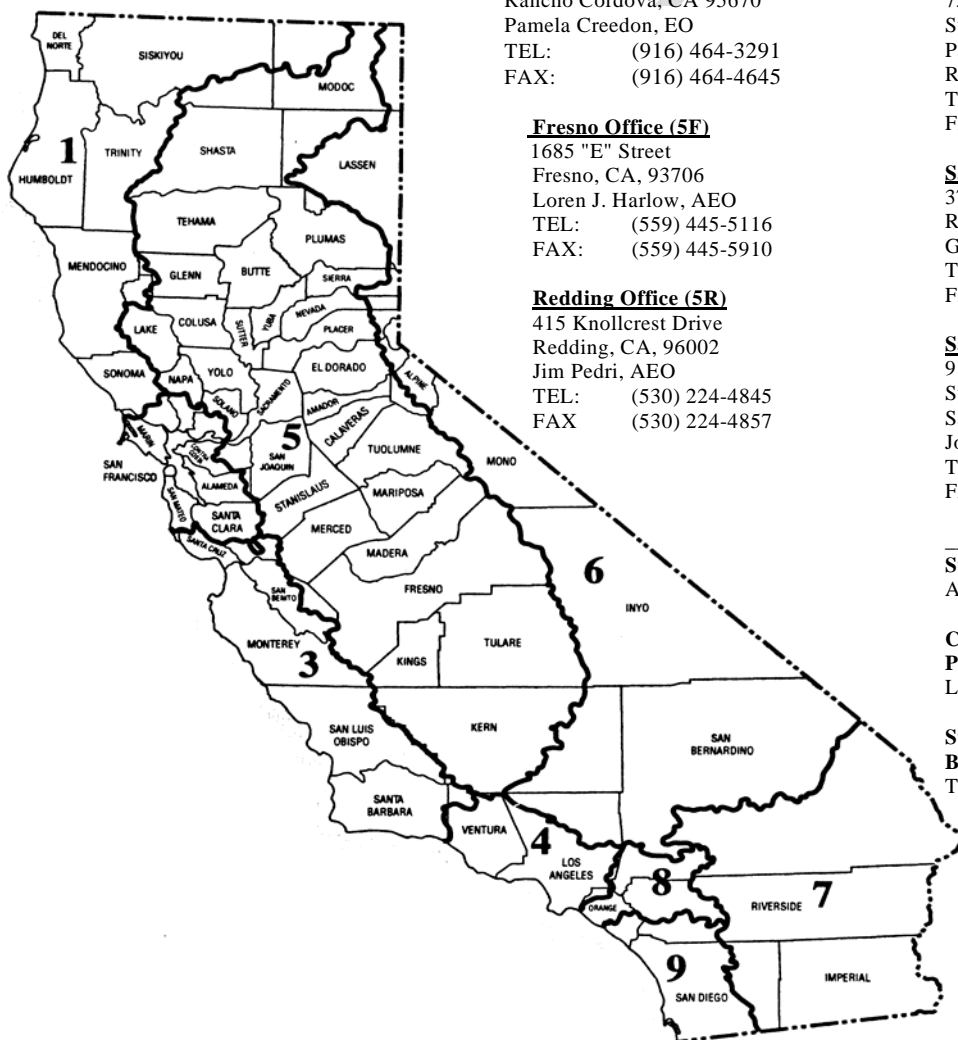 Rancho Cordova, CA 95670
Pamela Creedon, EO
TEL: (916) 464-3291
FAX: (916) 464-4645
Fresno Office (5F)
1685 "E" Street
Fresno, CA, 93706
Loren J. Harlow, AEO
TEL: (559) 445-5116
FAX: (559) 445-5910
Redding Office (5R)
415 Knollcrest Drive
Redding, CA, 96002
Jim Pedri, AEO
TEL: (530) 224-4845
FAX (530) 224-4857
DEL
NORTE
SISKIYOU
MODOC
1
HUMBOLDT
TRINITY
SHASTA
LASSEN
TEHAMA
PLUMAS
MENDOCINO
GLENN
BUTTE
SIERRA
LAKE
COLUSA
SUTTER
YUBA
NEVADA
PLACER
SONOMA
NAPA
YOLO
EL DORADO
ALPINE
SOLANO
SACRAMENTO
AMADOR
CALAVERAS
MARIN
CONTRA
COSTA
5
SAN
JOAQUIN
TUOLUMNE
MONO
SAN
FRANCISCO
ALAMEDA
STANISLAUS
MARIPOSA
SAN MATEO
SANTA
CLARA
MERCED
SANTA CRUZ
MADERA
6
SAN
BENITO
FRESNO
INYO
MONTEREY
3
KINGS
TULARE
SAN LUIS
OBISPO
KERN
SAN
BERNARDINO
SANTA
BARBARA
VENTURA
4
LOS
ANGELES
8
ORANGE
RIVERSIDE
7
9
SAN DIEGO
IMPERIAL